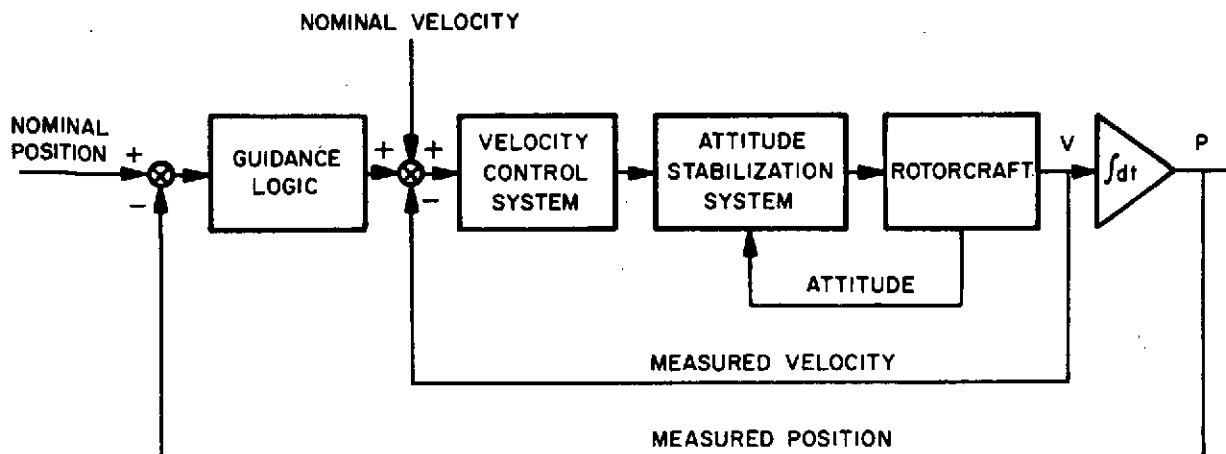 NOMINAL VELOCITY
NOMINAL
POSITION
+
−
GUIDANCE
LOGIC
+
+
−
VELOCITY
CONTROL
SYSTEM
ATTITUDE
STABILIZATION
SYSTEM
ROTORCRAFT
V
∫dt
P
ATTITUDE
MEASURED VELOCITY
MEASURED POSITION